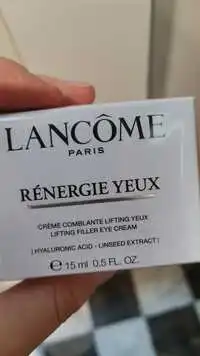 LANCÔME
PARIS
RÉNERGIE YEUX
CRÈME COMBLANTE LIFTING YEUX
LIFTING FILLER EYE CREAM
[ HYALURONIC ACID - LINSEED EXTRACT ]
℮ 15 ml 0.5 FL. OZ.